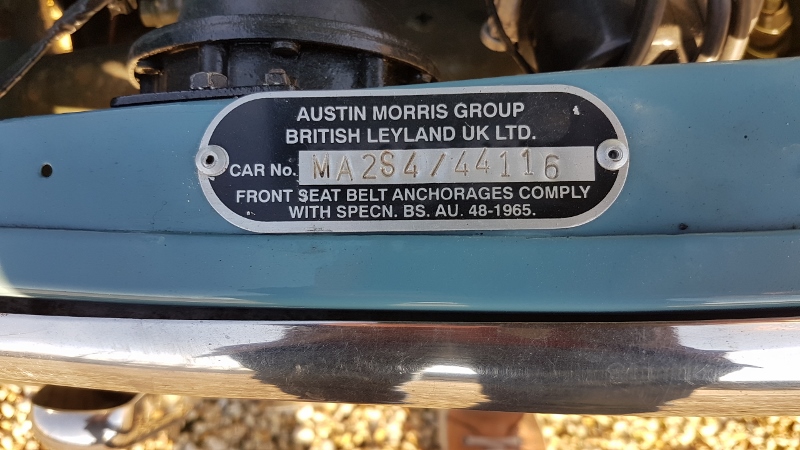 AUSTIN MORRIS GROUP
BRITISH LEYLAND UK LTD.
CAR No. MA2S4/44116
FRONT SEAT BELT ANCHORAGES COMPLY
WITH SPECN. BS. AU. 48-1965.